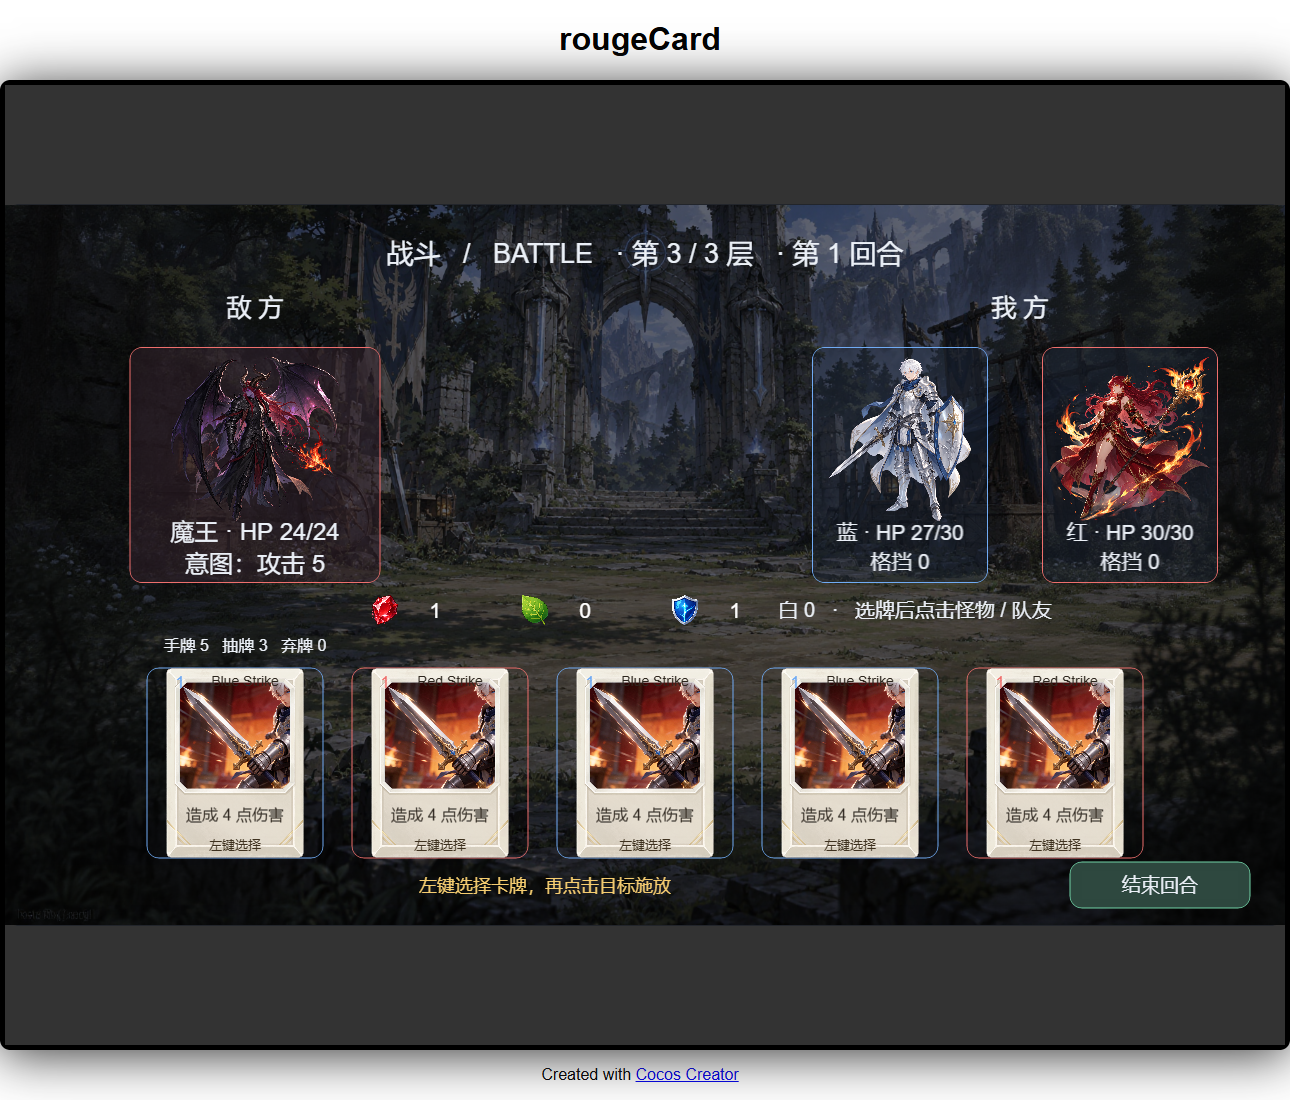 rougeCard
战斗 / BATTLE · 第 3 / 3 层 · 第 1 回合
敌 方
我 方
魔王 · HP 24/24
意图：攻击 5
蓝 · HP 27/30
格挡 0
红 · HP 30/30
格挡 0
1 0 1 白 0 · 选牌后点击怪物 / 队友
手牌 5 抽牌 3 弃牌 0
1 Blue Strike
造成 4 点伤害
左键选择
1 Red Strike
造成 4 点伤害
左键选择
1 Blue Strike
造成 4 点伤害
左键选择
1 Blue Strike
造成 4 点伤害
左键选择
1 Red Strike
造成 4 点伤害
左键选择
左键选择卡牌，再点击目标施放
结束回合
Created with Cocos Creator